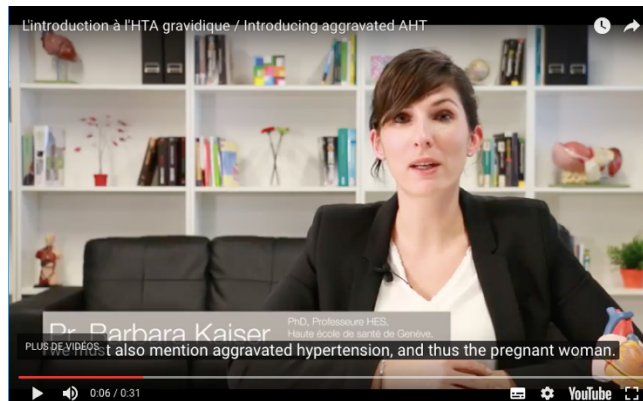 L'introduction à l'HTA gravidique / Introducing aggravated AHT
Pr. Barbara Kaiser
PhD, Professeure HES,
Haute école de santé de Genève,
PLUS DE VIDÉOS
must also mention aggravated hypertension, and thus the pregnant woman.
0:06 / 0:31
YouTube